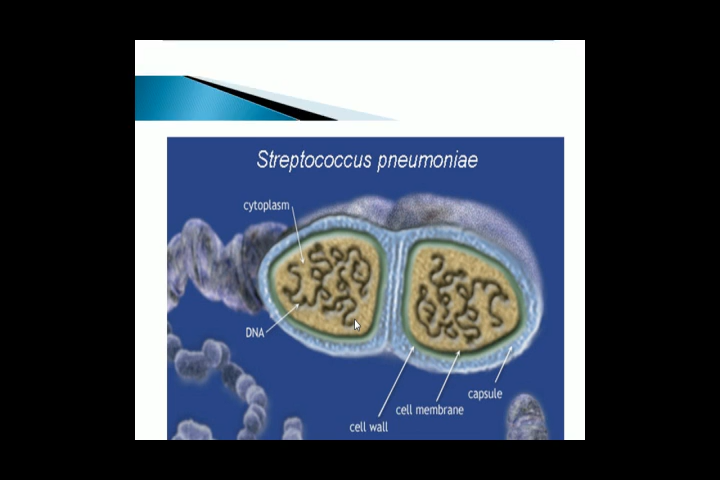 Streptococcus pneumoniae
cytoplasm
DNA
capsule
cell membrane
cell wall